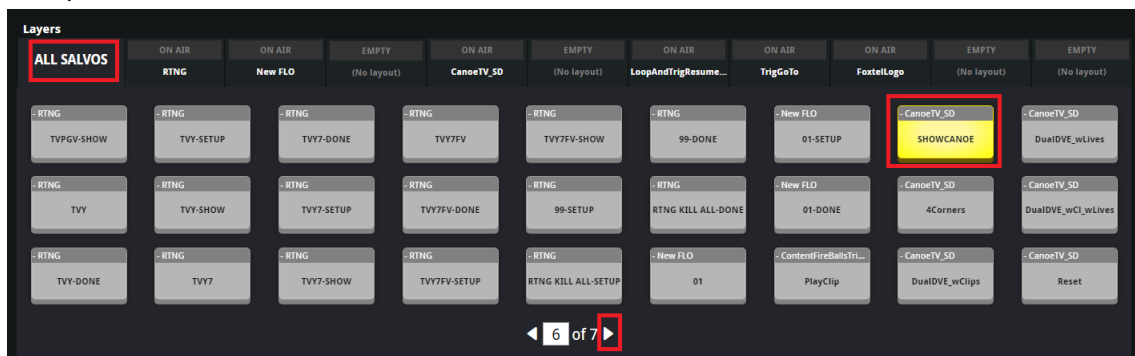 Layers
ALL SALVOS
ON AIR
ON AIR
EMPTY
ON AIR
EMPTY
ON AIR
ON AIR
ON AIR
EMPTY
EMPTY
RTNG
New FLO
(No layout)
CanoeTV_SD
(No layout)
LoopAndTrigResume...
TrigGoTo
FoxtelLogo
(No layout)
(No layout)
- RTNG
TVPGV-SHOW
- RTNG
TVY-SETUP
- RTNG
TVY7-DONE
- RTNG
TVY7FV
- RTNG
TVY7FV-SHOW
- RTNG
99-DONE
- New FLO
01-SETUP
- CanoeTV_SD
SHOWCANOE
- CanoeTV_SD
DualDVE_wLives
- RTNG
TVY
- RTNG
TVY-SHOW
- RTNG
TVY7-SETUP
- RTNG
TVY7FV-DONE
- RTNG
99-SETUP
- RTNG
RTNG KILL ALL-DONE
- New FLO
01-DONE
- CanoeTV_SD
4Corners
- CanoeTV_SD
DualDVE_wCl_wLives
- RTNG
TVY-DONE
- RTNG
TVY7
- RTNG
TVY7-SHOW
- RTNG
TVY7FV-SETUP
- RTNG
RTNG KILL ALL-SETUP
- New FLO
01
- ContentFireBallsTri...
PlayClip
- CanoeTV_SD
DualDVE_wClips
- CanoeTV_SD
Reset
6 of 7